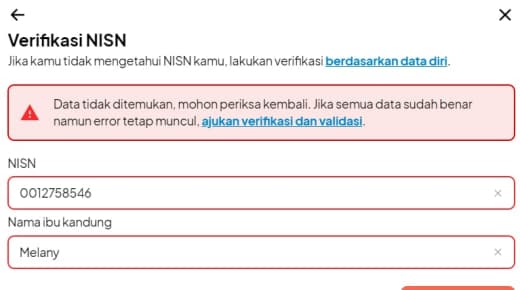 Verifikasi NISN
Jika kamu tidak mengetahui NISN kamu, lakukan verifikasi berdasarkan data diri.
Data tidak ditemukan, mohon periksa kembali. Jika semua data sudah benar
namun error tetap muncul, ajukan verifikasi dan validasi.
NISN
0012758546
Nama ibu kandung
Melany